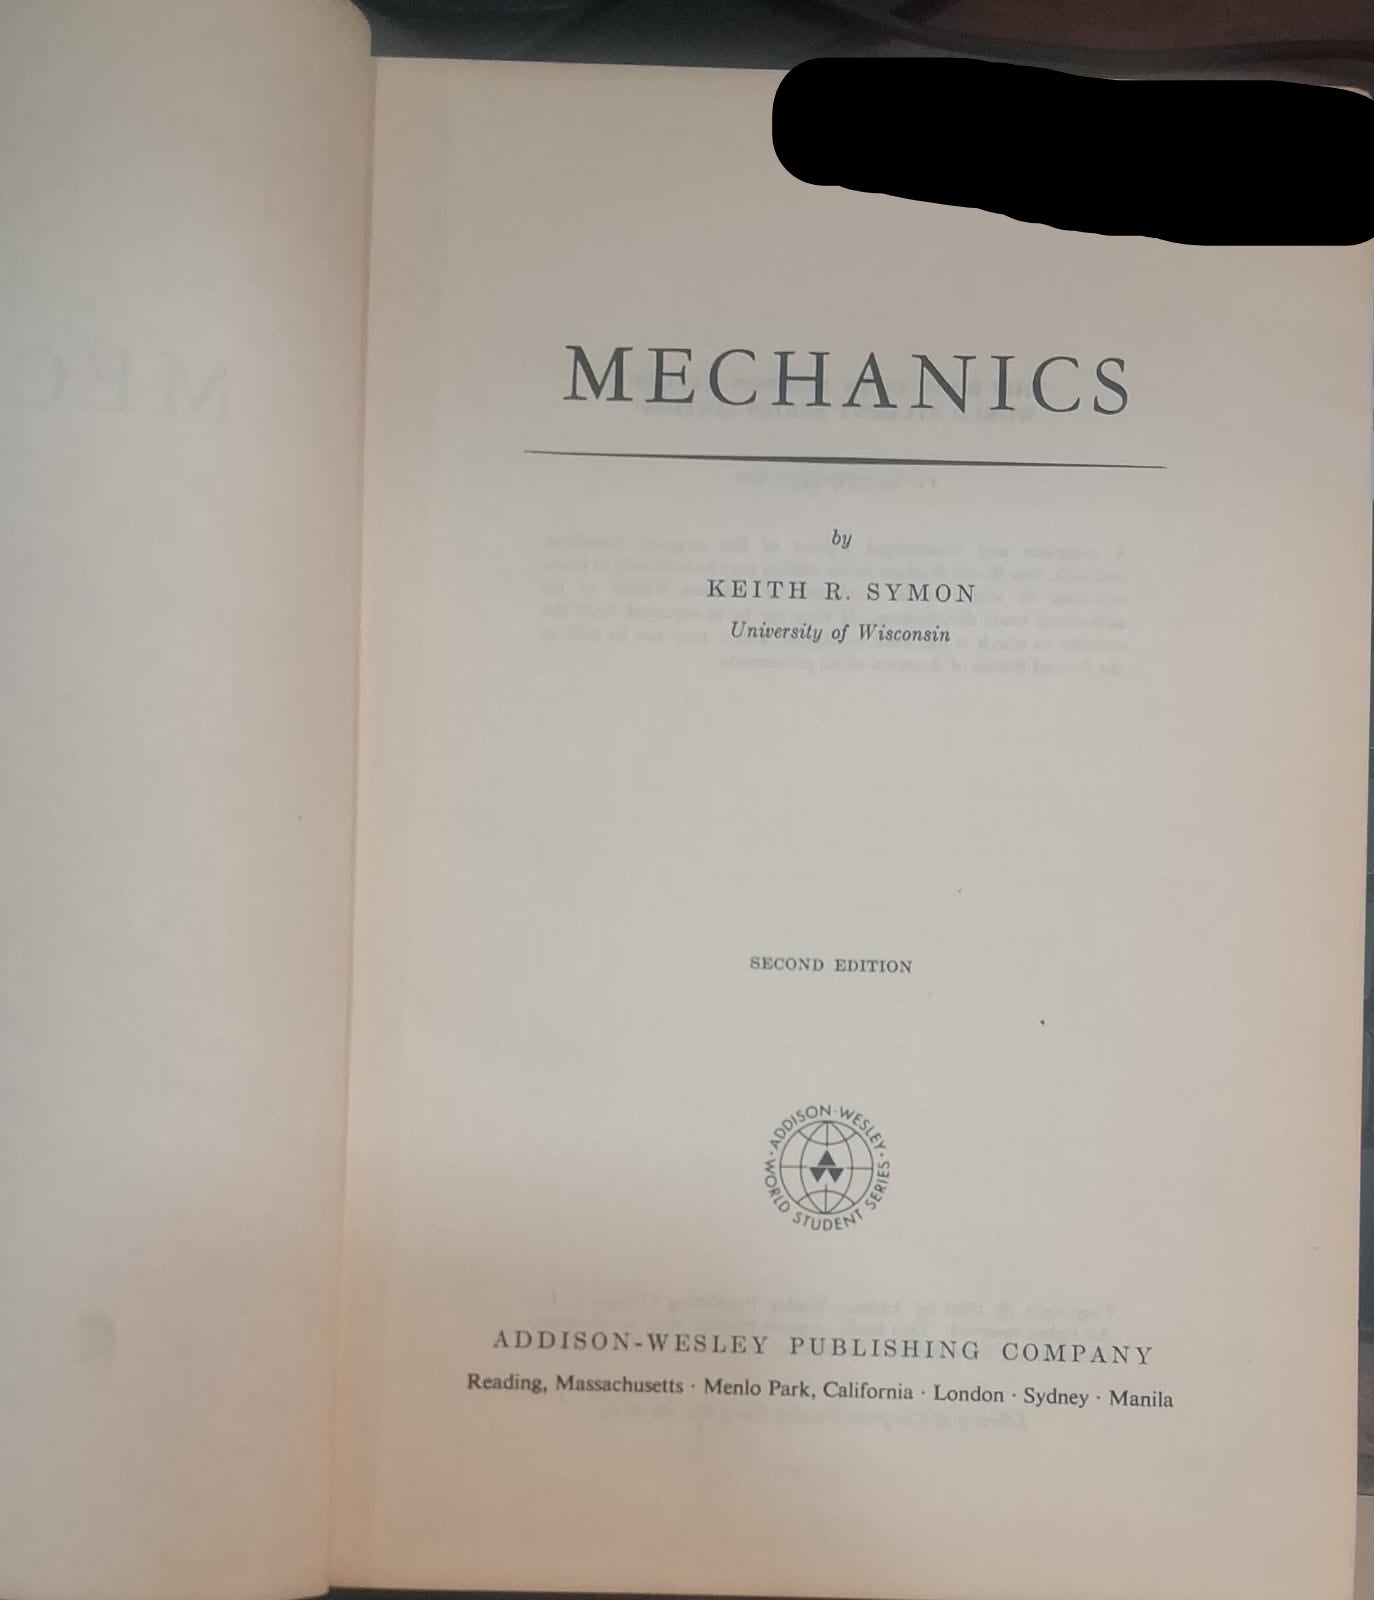 MECHANICS
by
KEITH R. SYMON
University of Wisconsin
SECOND EDITION
ADDISON·WESLEY · WORLD STUDENT SERIES ·
ADDISON-WESLEY PUBLISHING COMPANY
Reading, Massachusetts · Menlo Park, California · London · Sydney · Manila